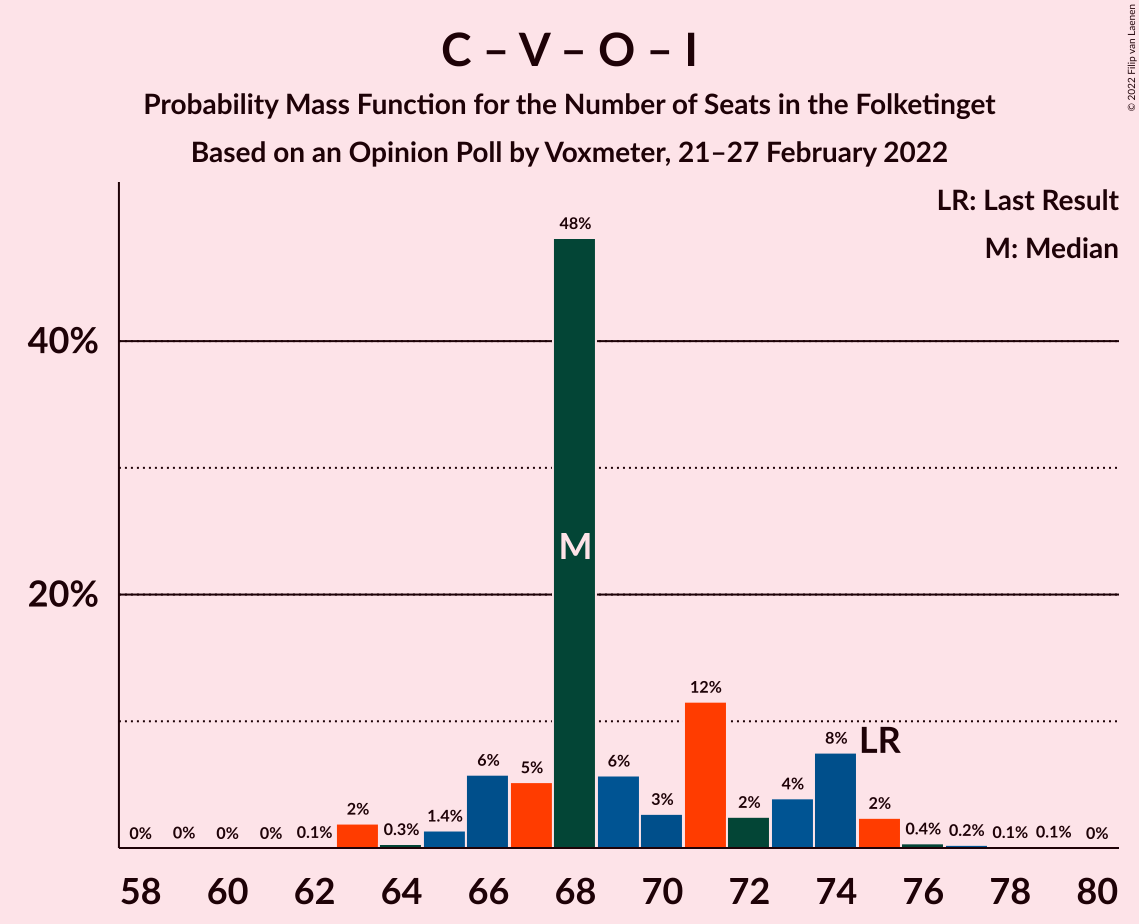 C – V – O – I
Probability Mass Function for the Number of Seats in the Folketinget
Based on an Opinion Poll by Voxmeter, 21–27 February 2022
© 2022 Filip van Laenen
LR: Last Result
M: Median
48%
40%
M
20%
12%
LR
8%
6%
5%
6%
4%
3%
2%
2%
2%
1.4%
0%
0%
0%
0%
0.1%
0.3%
0.4%
0.2%
0.1%
0.1%
0%
58 60 62 64 66 68 70 72 74 76 78 80